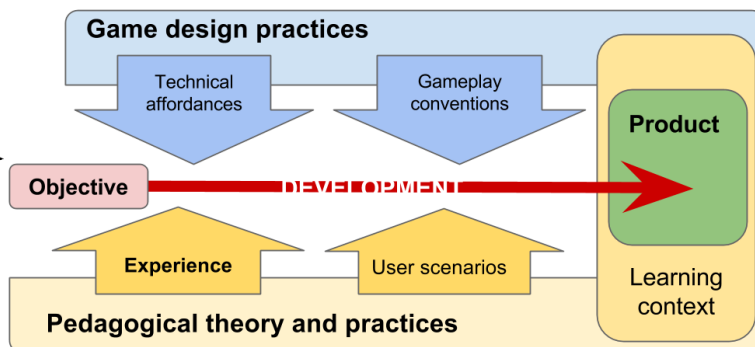 Game design practices
Technical
affordances
Gameplay
conventions
Product
Objective
DEVELOPMENT
Experience
User scenarios
Learning
context
Pedagogical theory and practices